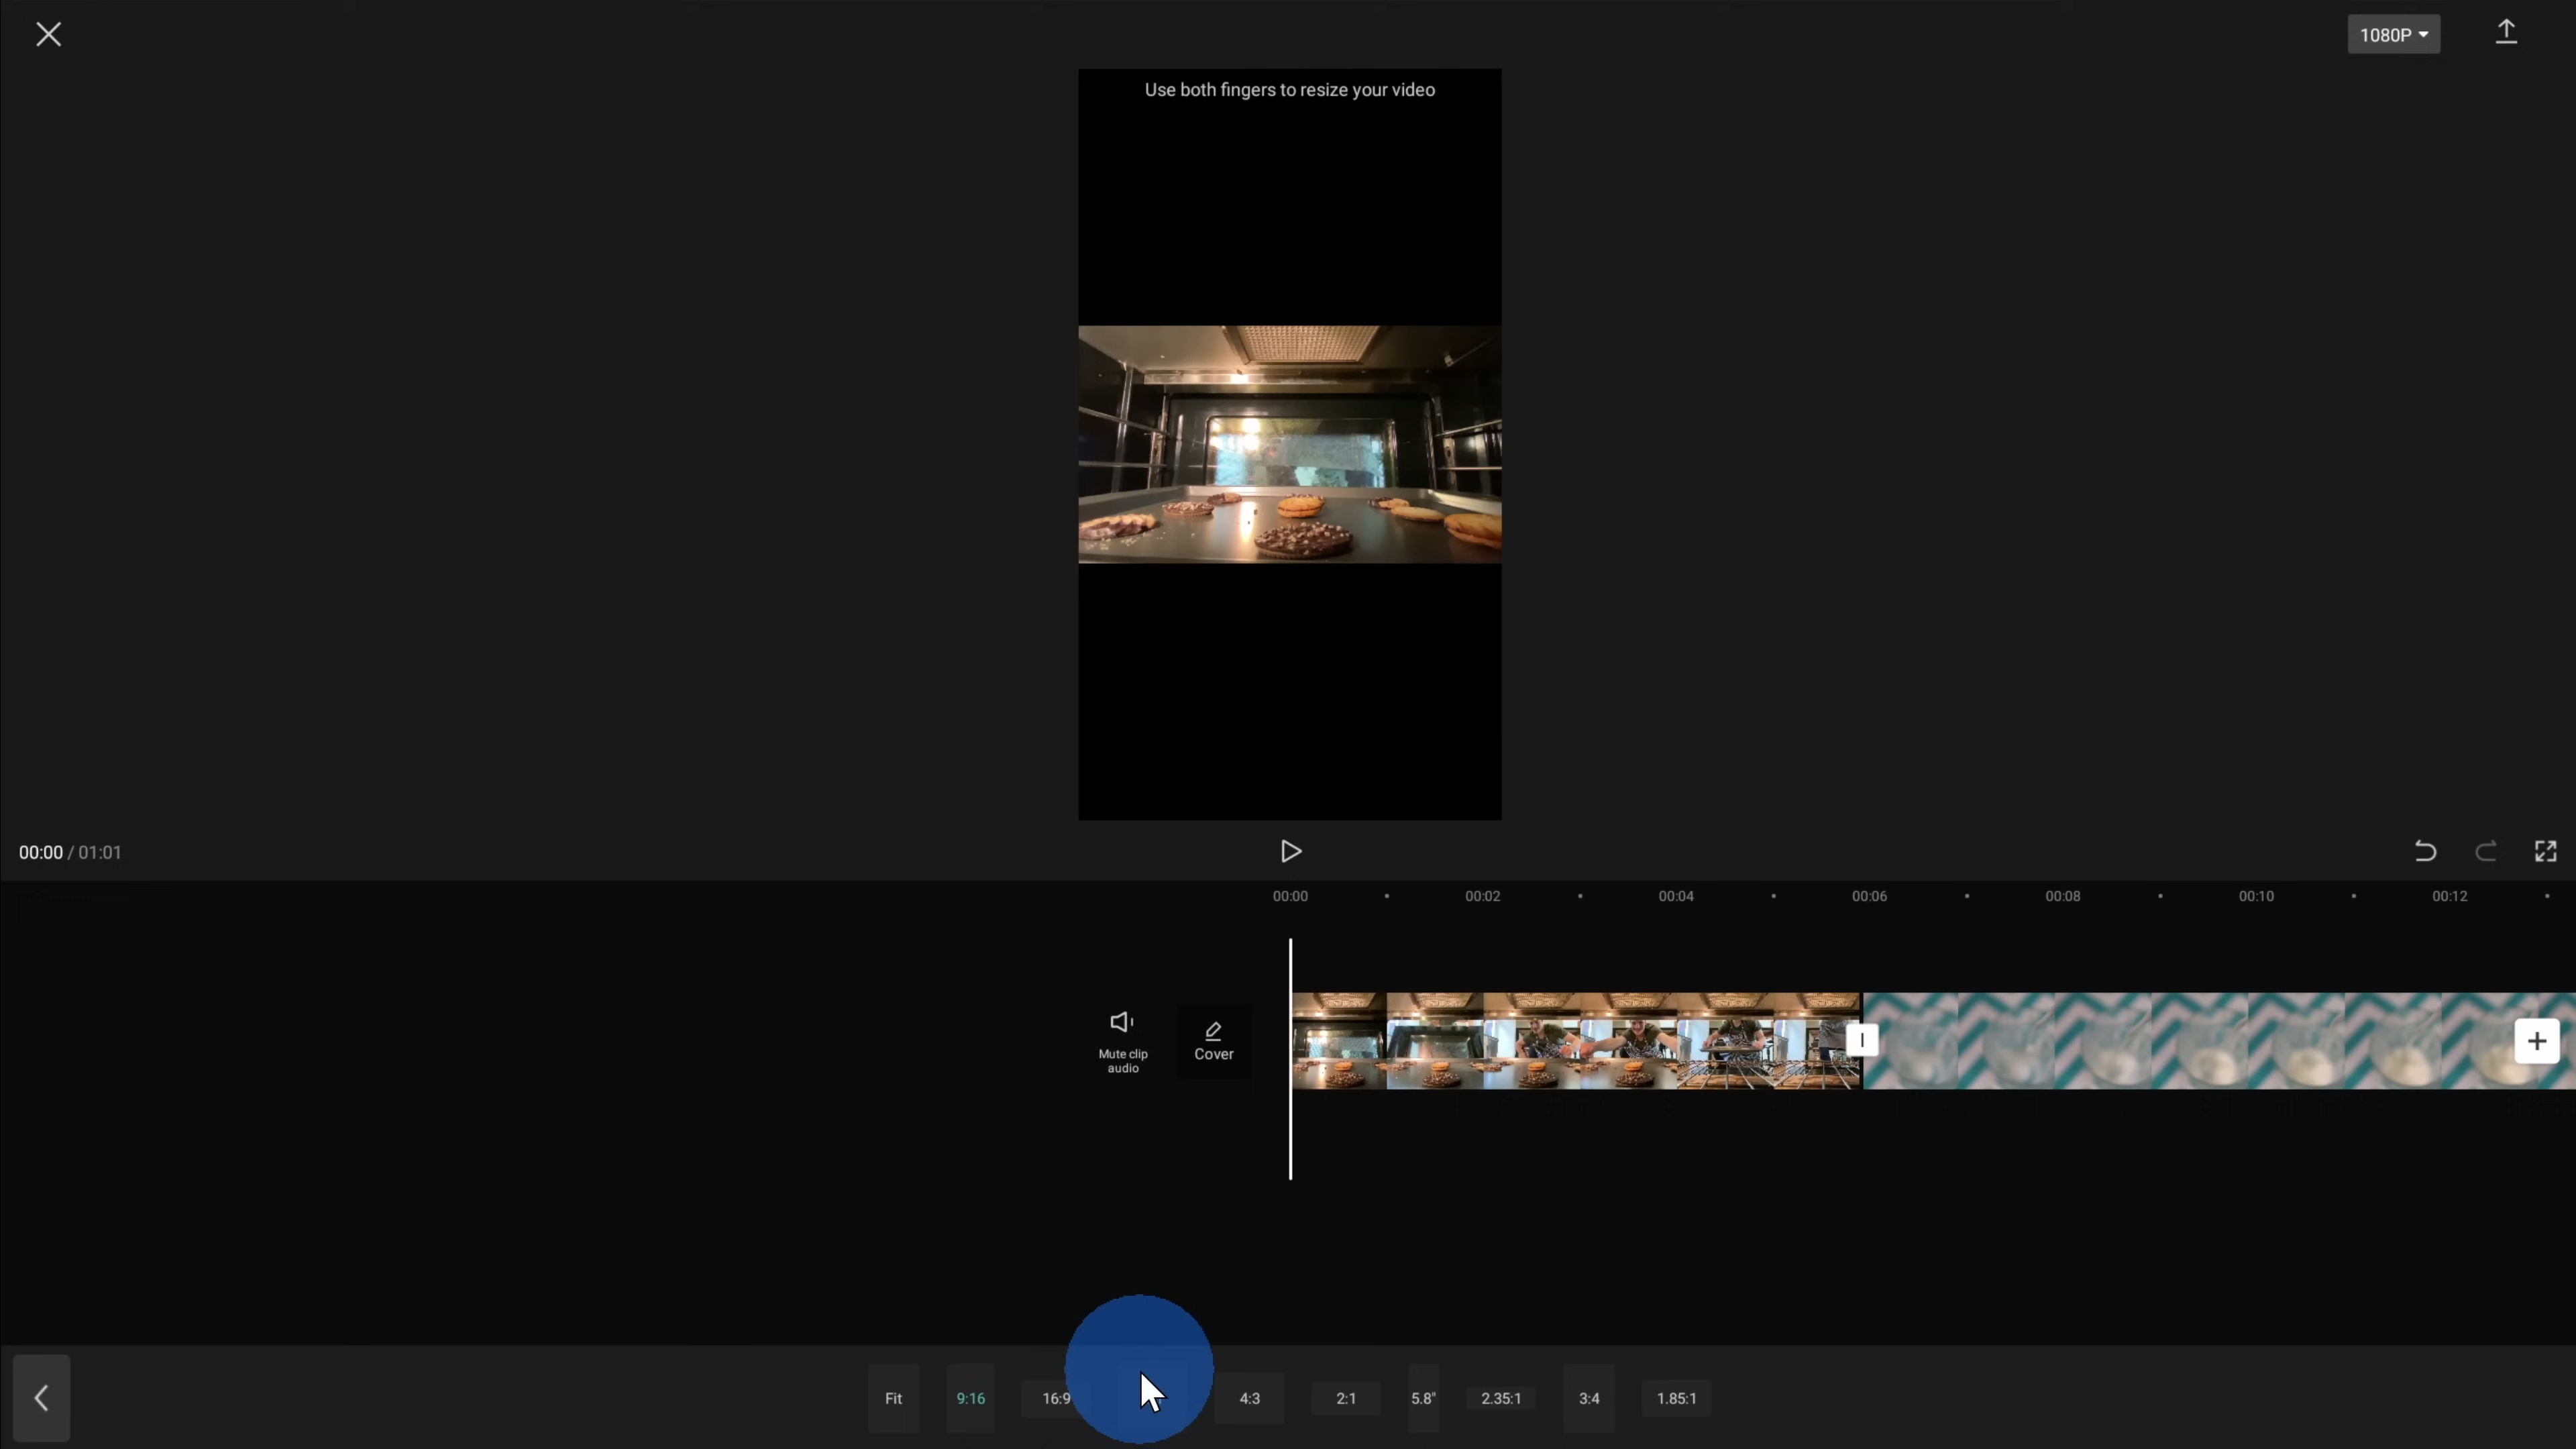 1080P
Use both fingers to resize your video
00:00 / 01:01
00:00
00:02
00:04
00:06
00:08
00:10
00:12
Mute clip
audio
Cover
Fit
9:16
16:9
4:3
2:1
5.8"
2.35:1
3:4
1.85:1